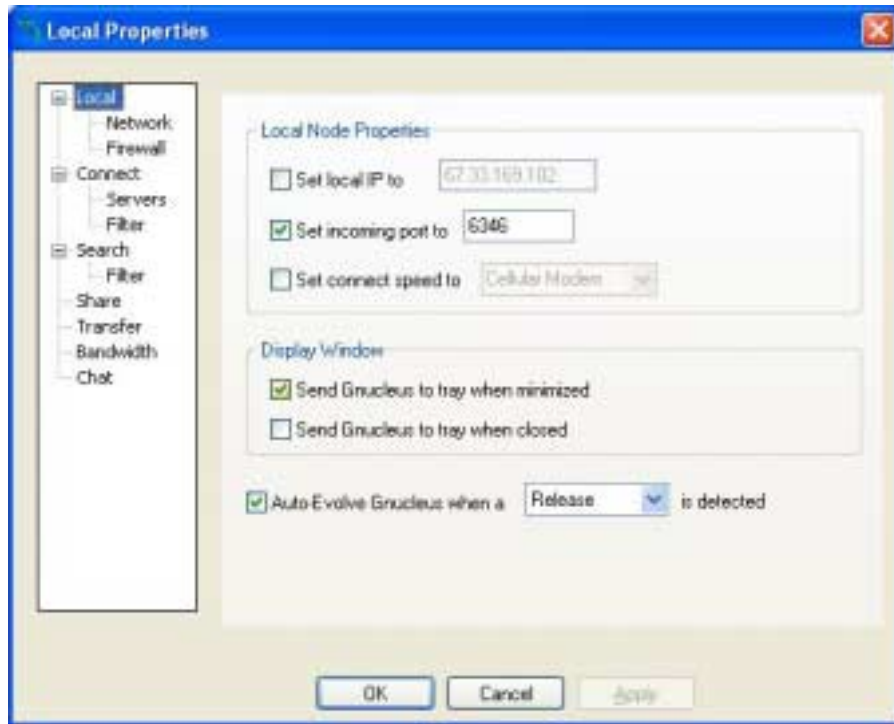 Local Properties
Local
Network
Firewall
Connect
Servers
Filter
Search
Filter
Share
Transfer
Bandwidth
Chat
Local Node Properties
Set local IP to 67.33.169.102
Set incoming port to 6346
Set connect speed to Cellular Modem
Display Window
Send Gnucleus to tray when minimized
Send Gnucleus to tray when closed
Auto-Evolve Gnucleus when a Release is detected
OK Cancel Apply